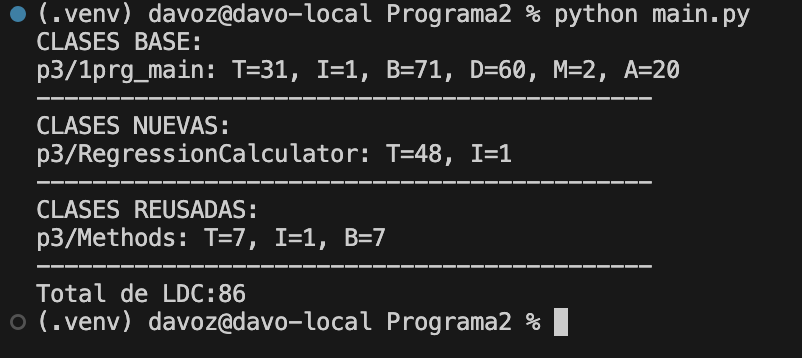 (.venv) davoz@davo-local Programa2 % python main.py
CLASES BASE:
p3/1prg_main: T=31, I=1, B=71, D=60, M=2, A=20
--------------------------------------------
CLASES NUEVAS:
p3/RegressionCalculator: T=48, I=1
--------------------------------------------
CLASES REUSADAS:
p3/Methods: T=7, I=1, B=7
--------------------------------------------
Total de LDC:86
(.venv) davoz@davo-local Programa2 %